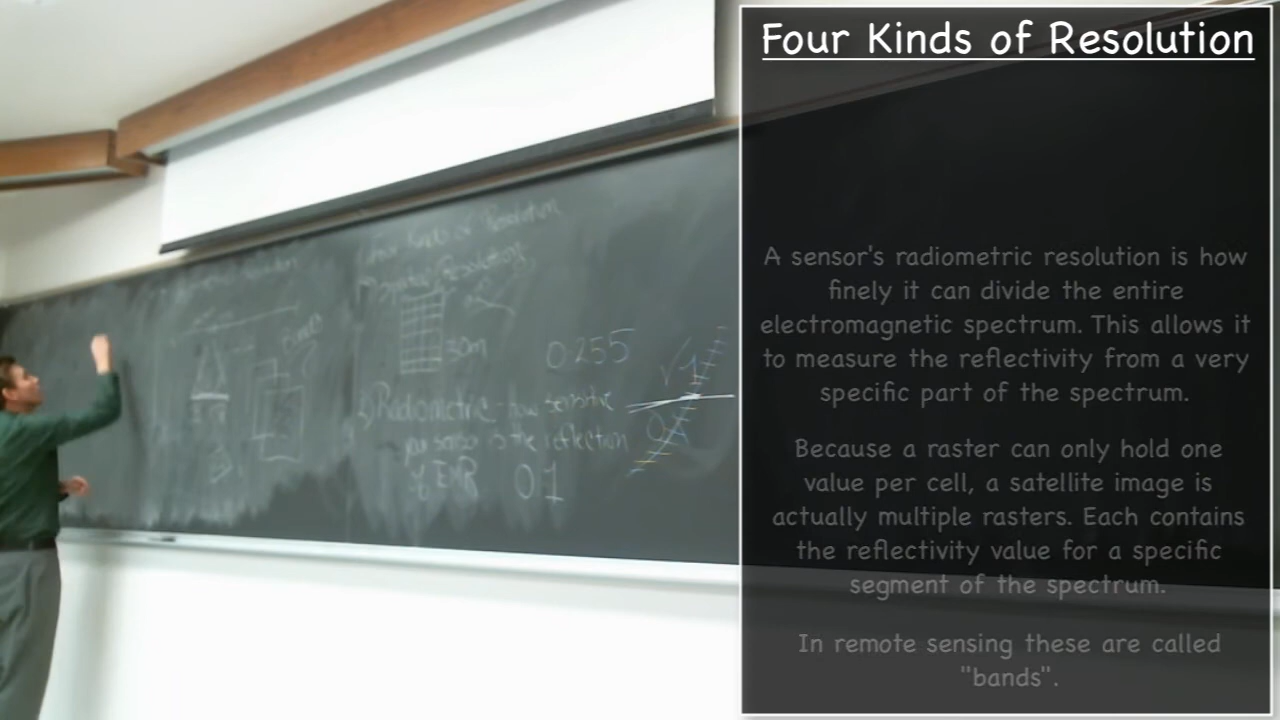 Four Kinds of Resolution
A sensor's radiometric resolution is how
finely it can divide the entire
electromagnetic spectrum. This allows it
to measure the reflectivity from a very
specific part of the spectrum.
Because a raster can only hold one
value per cell, a satellite image is
actually multiple rasters. Each contains
the reflectivity value for a specific
segment of the spectrum.
In remote sensing these are called
"bands".
Four Kinds of Resolution
30m
0-255
2) Radiometric - how sensitive
is the reflection
of EMR 0-1